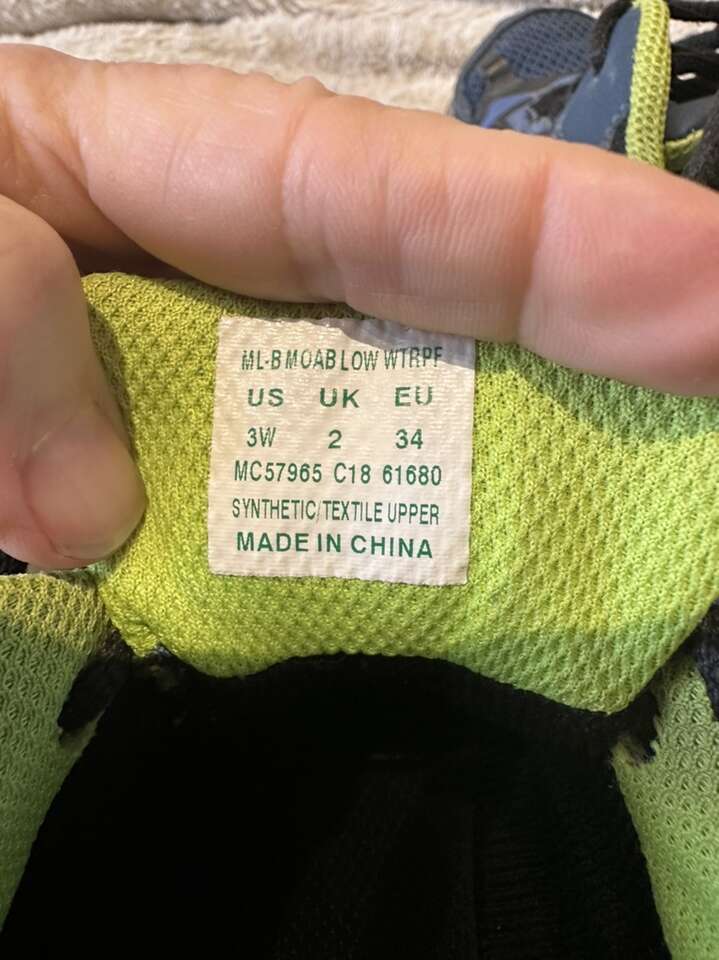 ML-B MOAB LOW WTRPF
US UK EU
3W 2 34
MC57965 C18 61680
SYNTHETIC/TEXTILE UPPER
MADE IN CHINA